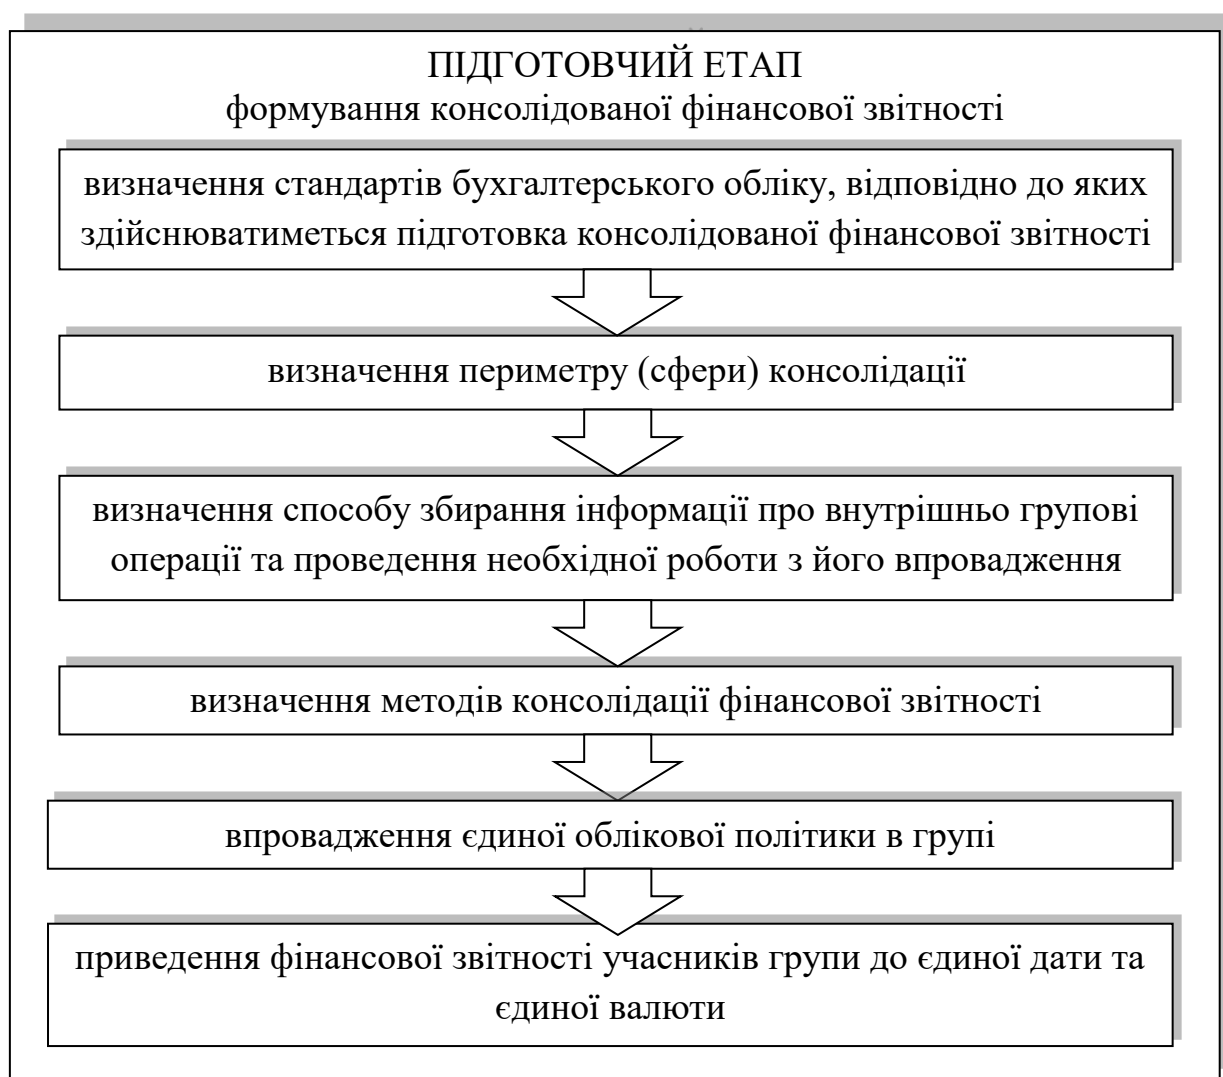 ПІДГОТОВЧИЙ ЕТАП
формування консолідованої фінансової звітності
визначення стандартів бухгалтерського обліку, відповідно до яких
здійснюватиметься підготовка консолідованої фінансової звітності
визначення периметру (сфери) консолідації
визначення способу збирання інформації про внутрішньо групові
операції та проведення необхідної роботи з його впровадження
визначення методів консолідації фінансової звітності
впровадження єдиної облікової політики в групі
приведення фінансової звітності учасників групи до єдиної дати та
єдиної валюти